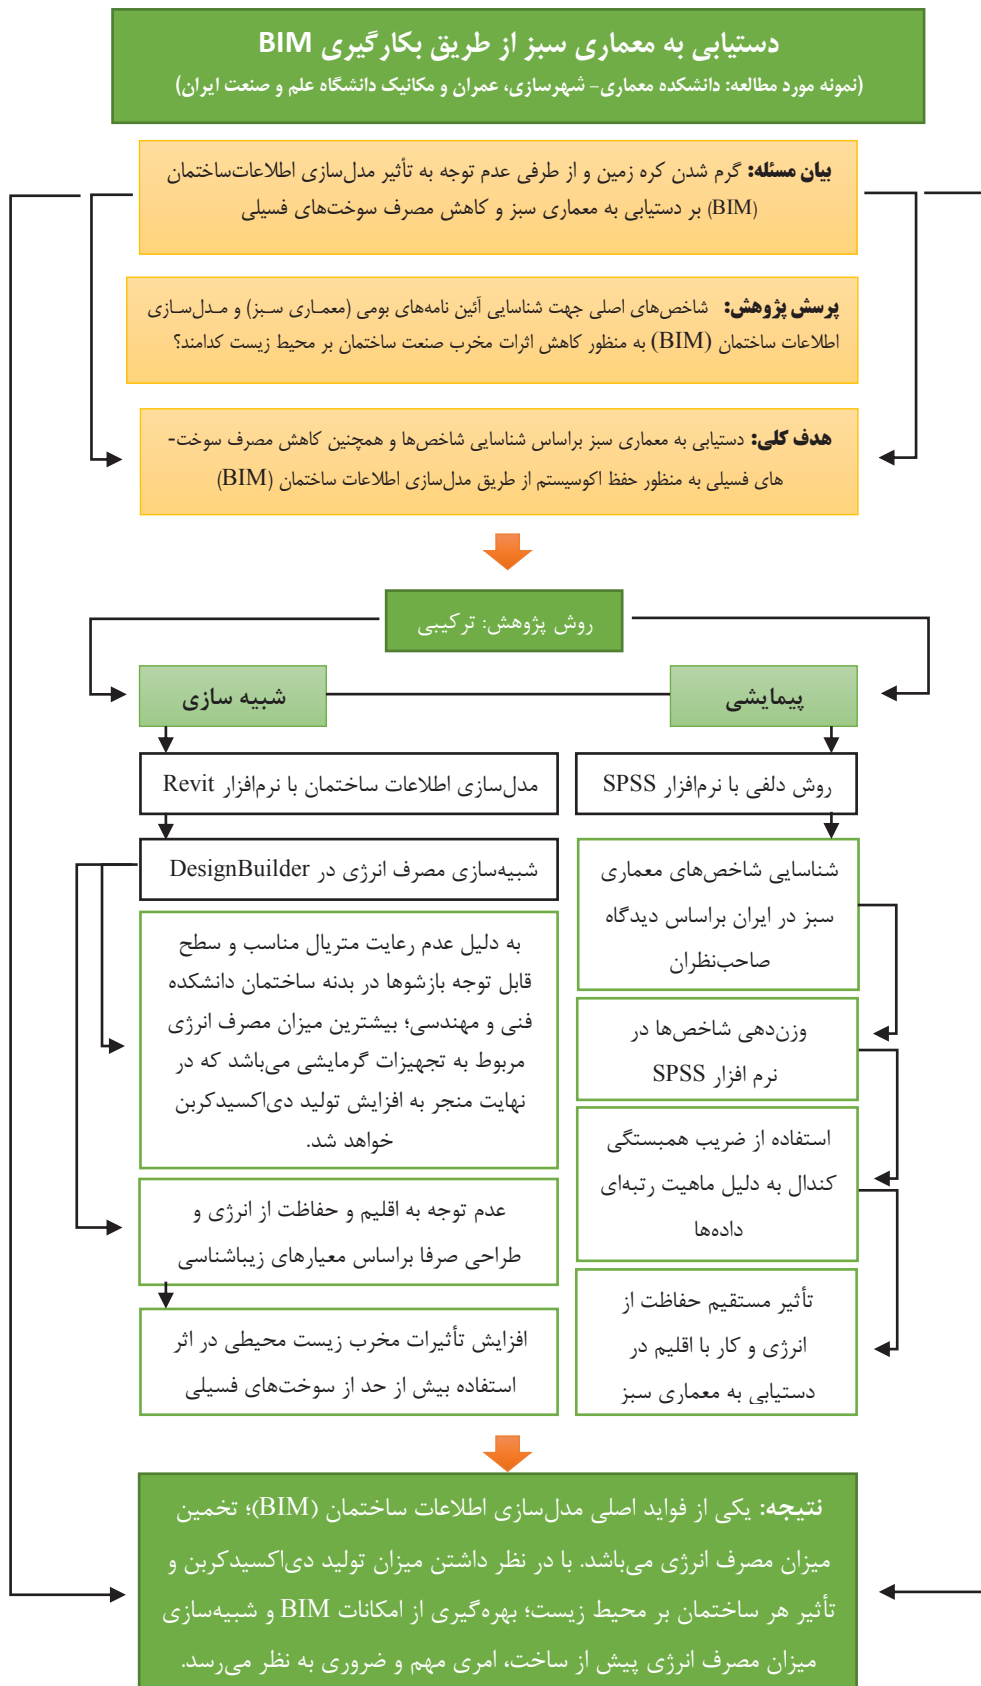 دستیابی به معماری سبز از طریق بکارگیری BIM
(نمونه مورد مطالعه: دانشکده معماری- شهرسازی، عمران و مکانیک دانشگاه علم و صنعت ایران)
بیان مسئله: گرم شدن کره زمین و از طرفی عدم توجه به تأثیر مدل‌سازی اطلاعات‌ساختمان
(BIM) بر دستیابی به معماری سبز و کاهش مصرف سوخت‌های فسیلی
پرسش پژوهش: شاخص‌های اصلی جهت شناسایی آئین نامه‌های بومی (معماری سبز) و مدل‌سازی
اطلاعات ساختمان (BIM) به منظور کاهش اثرات مخرب صنعت ساختمان بر محیط زیست کدامند؟
هدف کلی: دستیابی به معماری سبز براساس شناسایی شاخص‌ها و همچنین کاهش مصرف سوخت-
های فسیلی به منظور حفظ اکوسیستم از طریق مدل‌سازی اطلاعات ساختمان (BIM)
روش پژوهش: ترکیبی
پیمایشی
روش دلفی با نرم‌افزار SPSS
شناسایی شاخص‌های معماری
سبز در ایران براساس دیدگاه
صاحب‌نظران
وزن‌دهی شاخص‌ها در
نرم افزار SPSS
استفاده از ضریب همبستگی
کندال به دلیل ماهیت رتبه‌ای
داده‌ها
تأثیر مستقیم حفاظت از
انرژی و کار با اقلیم در
دستیابی به معماری سبز
شبیه سازی
مدل‌سازی اطلاعات ساختمان با نرم‌افزار Revit
شبیه‌سازی مصرف انرژی در DesignBuilder
به دلیل عدم رعایت متریال مناسب و سطح
قابل توجه بازشوها در بدنه ساختمان دانشکده
فنی و مهندسی؛ بیشترین میزان مصرف انرژی
مربوط به تجهیزات گرمایشی می‌باشد که در
نهایت منجر به افزایش تولید دی‌اکسیدکربن
خواهد شد.
عدم توجه به اقلیم و حفاظت از انرژی و
طراحی صرفا براساس معیارهای زیباشناسی
افزایش تأثیرات مخرب زیست محیطی در اثر
استفاده بیش از حد از سوخت‌های فسیلی
نتیجه: یکی از فواید اصلی مدل‌سازی اطلاعات ساختمان (BIM)؛ تخمین
میزان مصرف انرژی می‌باشد. با در نظر داشتن میزان تولید دی‌اکسیدکربن و
تأثیر هر ساختمان بر محیط زیست؛ بهره‌گیری از امکانات BIM و شبیه‌سازی
میزان مصرف انرژی پیش از ساخت، امری مهم و ضروری به نظر می‌رسد.